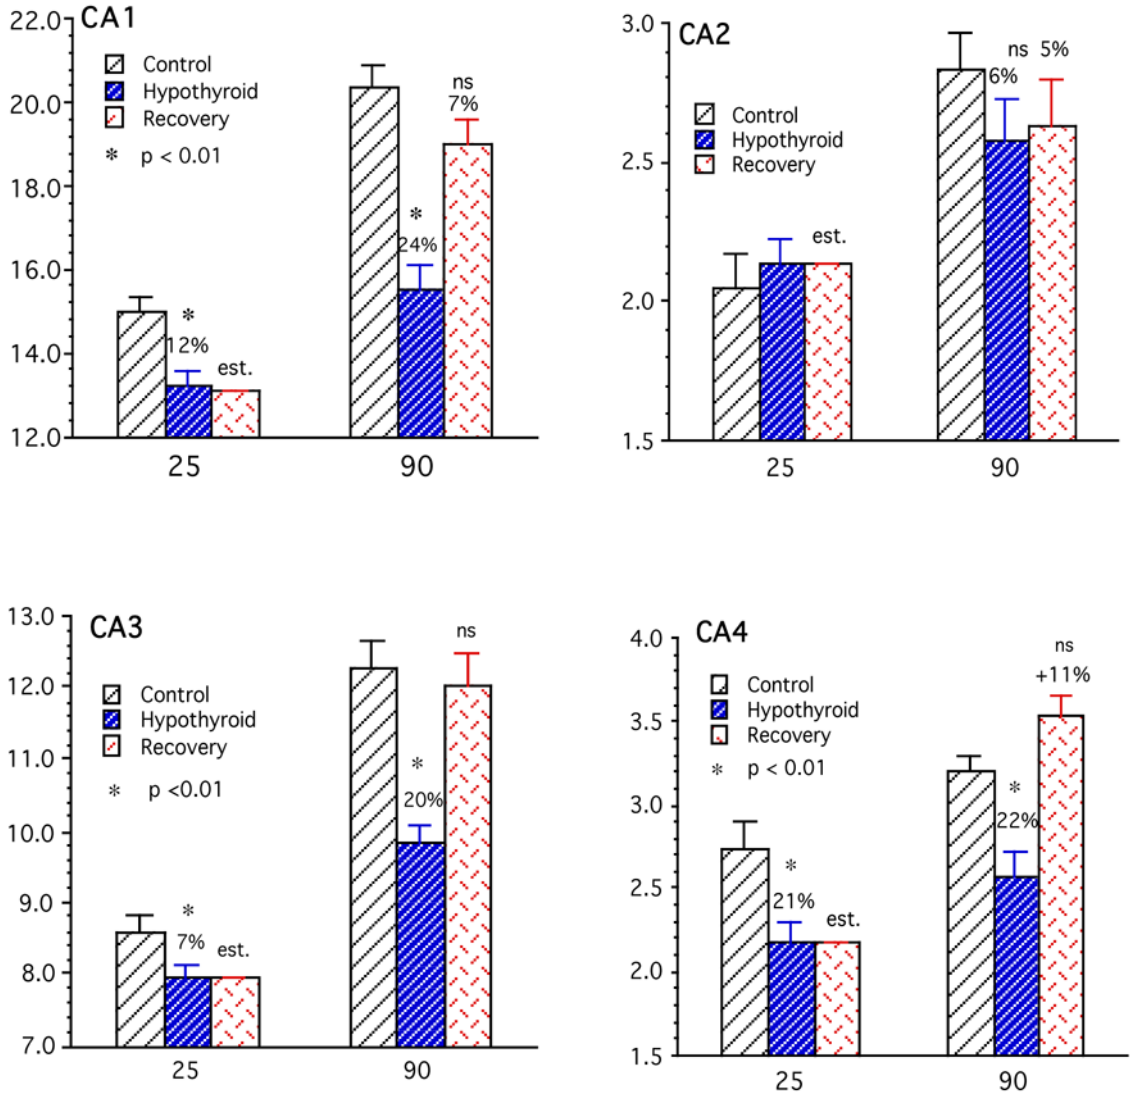 CA1
22.0
20.0
18.0
16.0
14.0
12.0
Control
Hypothyroid
Recovery
* p < 0.01
*
12%
est.
*
24%
ns
7%
25
90
CA2
3.0
2.5
2.0
1.5
Control
Hypothyroid
Recovery
est.
6%
ns 5%
25
90
CA3
13.0
12.0
11.0
10.0
9.0
8.0
7.0
Control
Hypothyroid
Recovery
* p <0.01
*
7%
est.
*
20%
ns
25
90
CA4
4.0
3.5
3.0
2.5
2.0
1.5
Control
Hypothyroid
Recovery
* p < 0.01
*
21%
est.
*
22%
ns
+11%
25
90